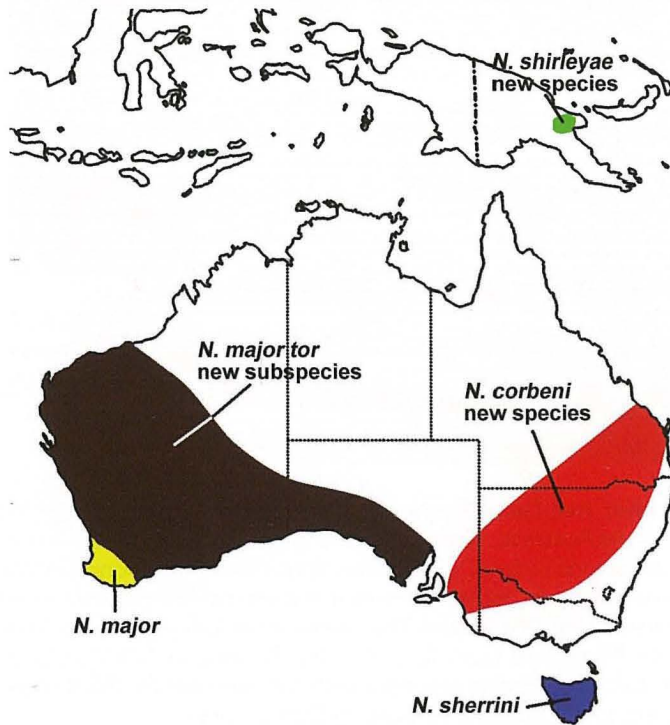 N. shirleyae
new species
N. major tor
new subspecies
N. corbeni
new species
N. major
N. sherrini